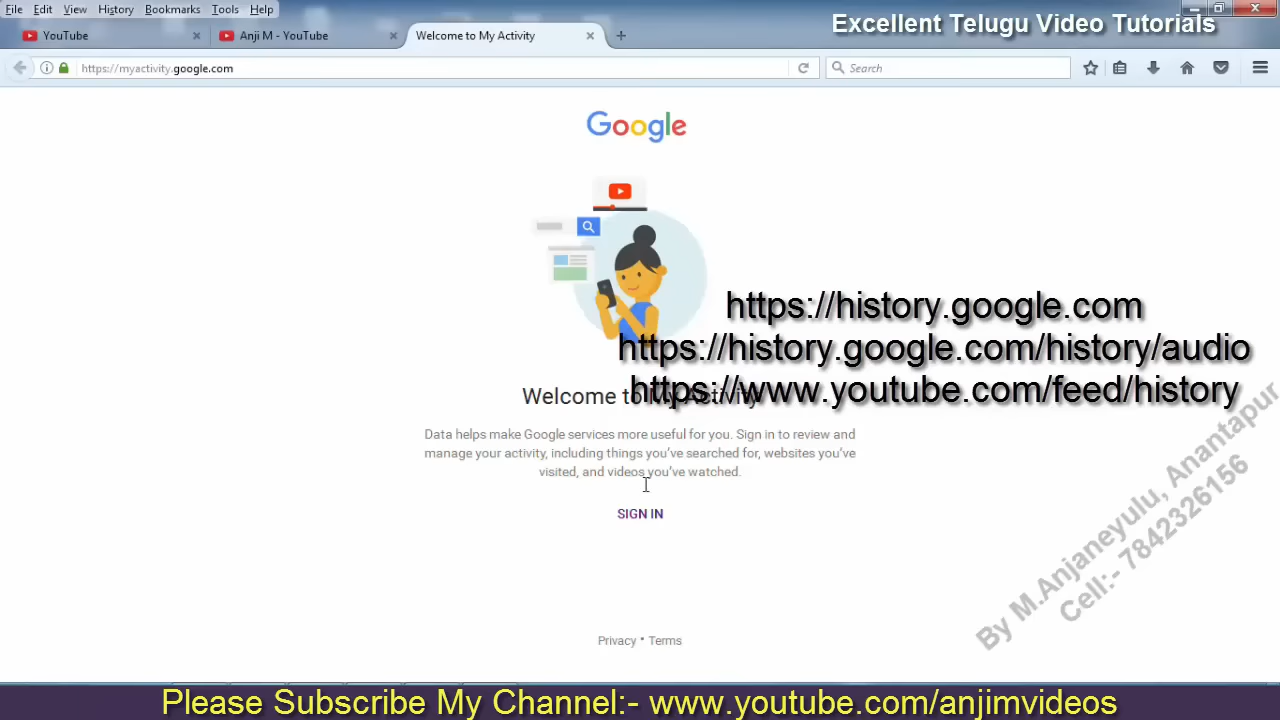 File Edit View History Bookmarks Tools Help
Excellent Telugu Video Tutorials
YouTube
Anji M - YouTube
Welcome to My Activity
https://myactivity.google.com
Search
Google
https://history.google.com
https://history.google.com/history/audio
https://www.youtube.com/feed/history
Welcome to My Activity
Data helps make Google services more useful for you. Sign in to review and
manage your activity, including things you've searched for, websites you've
visited, and videos you've watched.
SIGN IN
By M.Anjaneyulu, Anantapur
Cell:- 7842326156
Privacy • Terms
Please Subscribe My Channel:- www.youtube.com/anjimvideos